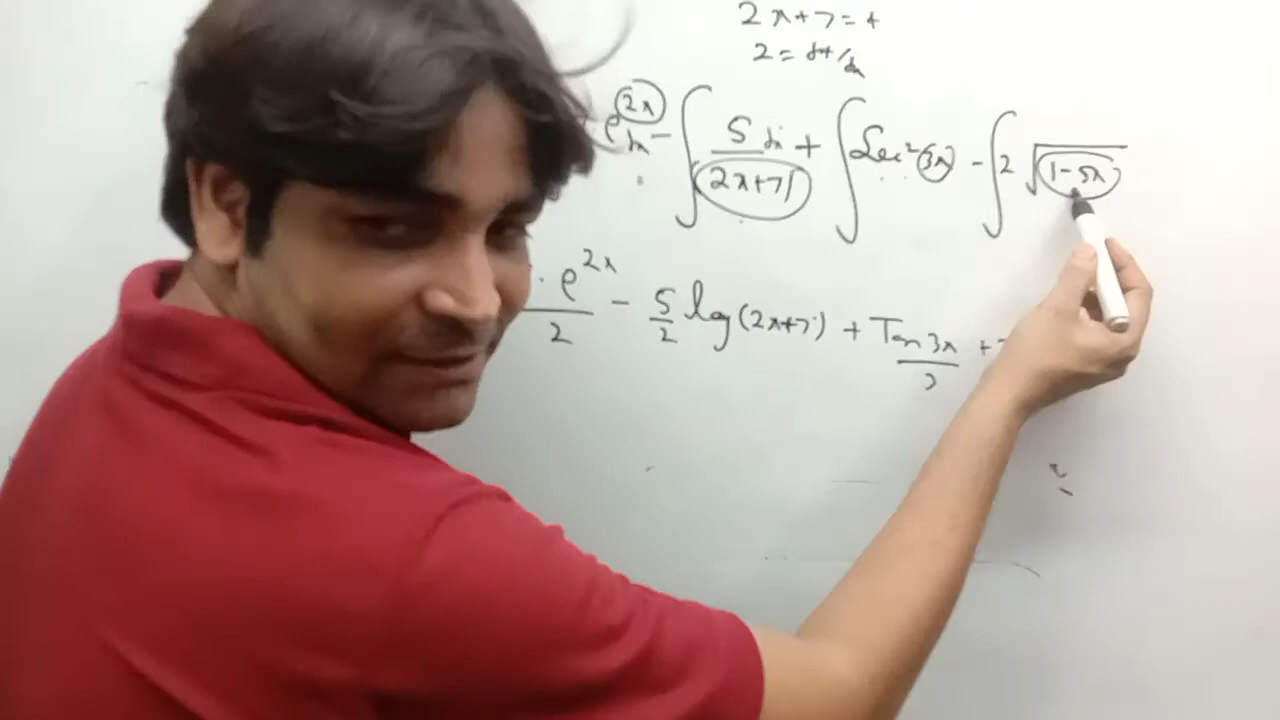 2x+7=t
2=dt/dx
e^{2x} dx - ∫ 5 dx/(2x+7) + ∫ Sec²(3x) - ∫ 2 √(1-5x)
· e^{2x}/2 - 5/2 log(2x+7) + Tan 3x/3 +